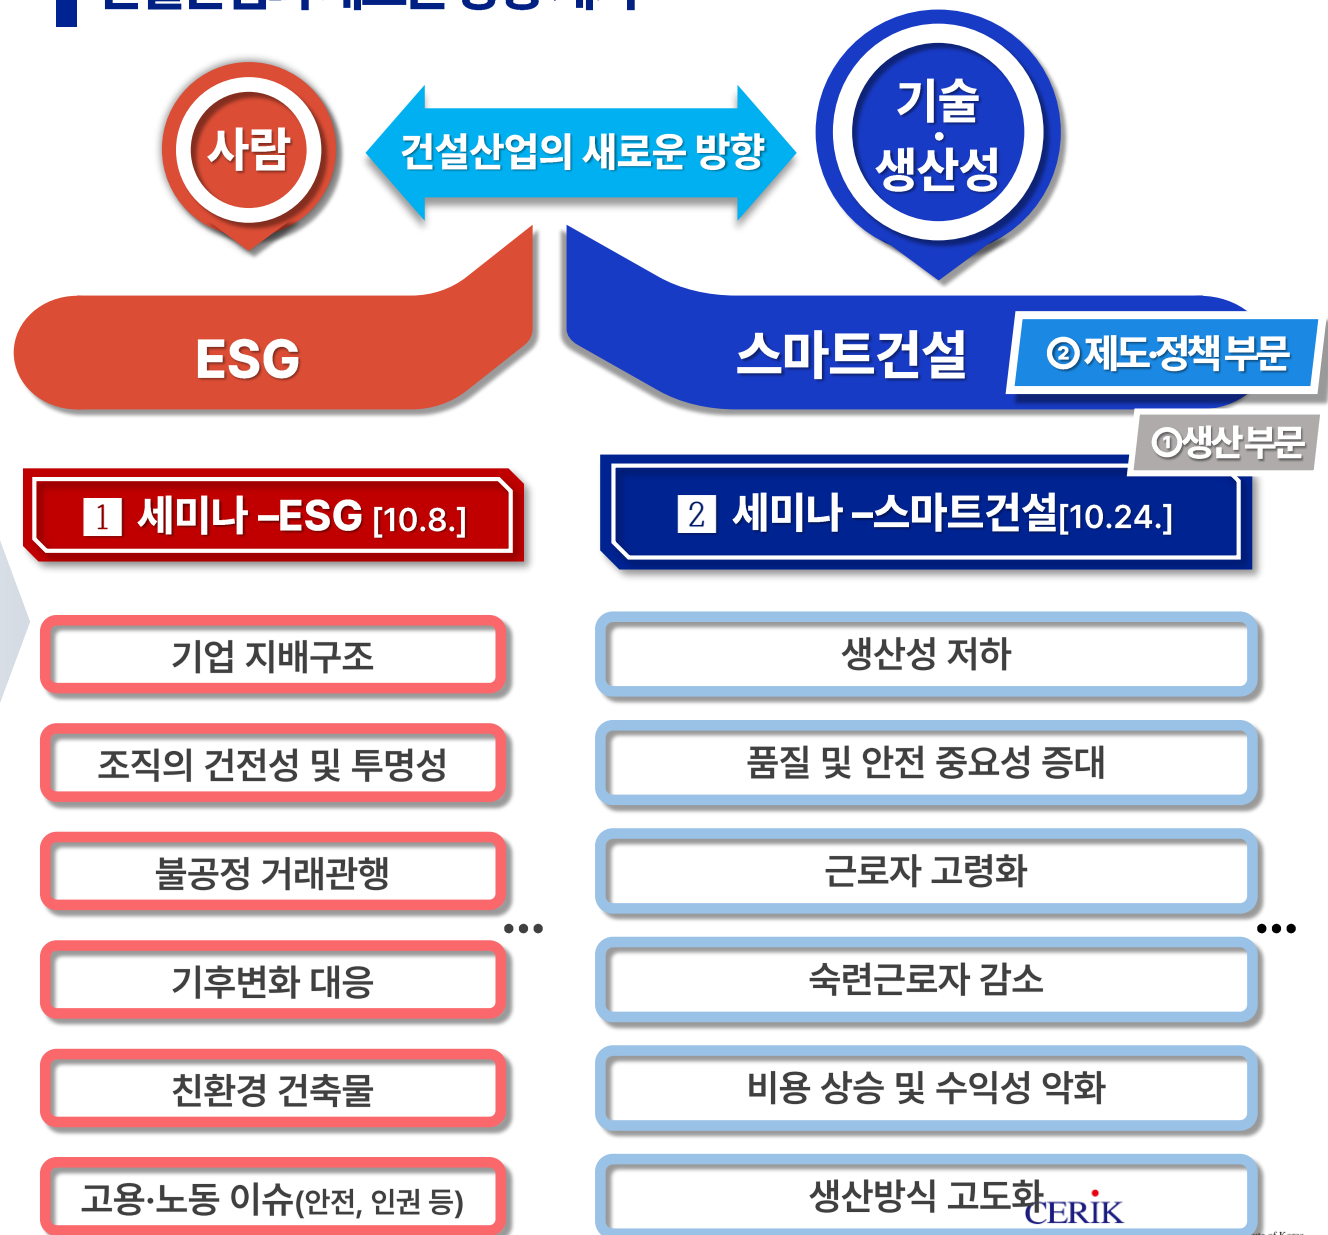 사람
건설산업의 새로운 방향
기술
·
생산성
ESG
스마트건설
② 제도·정책 부문
①생산부문
1 세미나 –ESG [10.8.]
2 세미나 –스마트건설[10.24.]
기업 지배구조
조직의 건전성 및 투명성
불공정 거래관행
기후변화 대응
친환경 건축물
고용·노동 이슈(안전, 인권 등)
...
생산성 저하
품질 및 안전 중요성 증대
근로자 고령화
숙련근로자 감소
비용 상승 및 수익성 악화
생산방식 고도화
...
CERIK